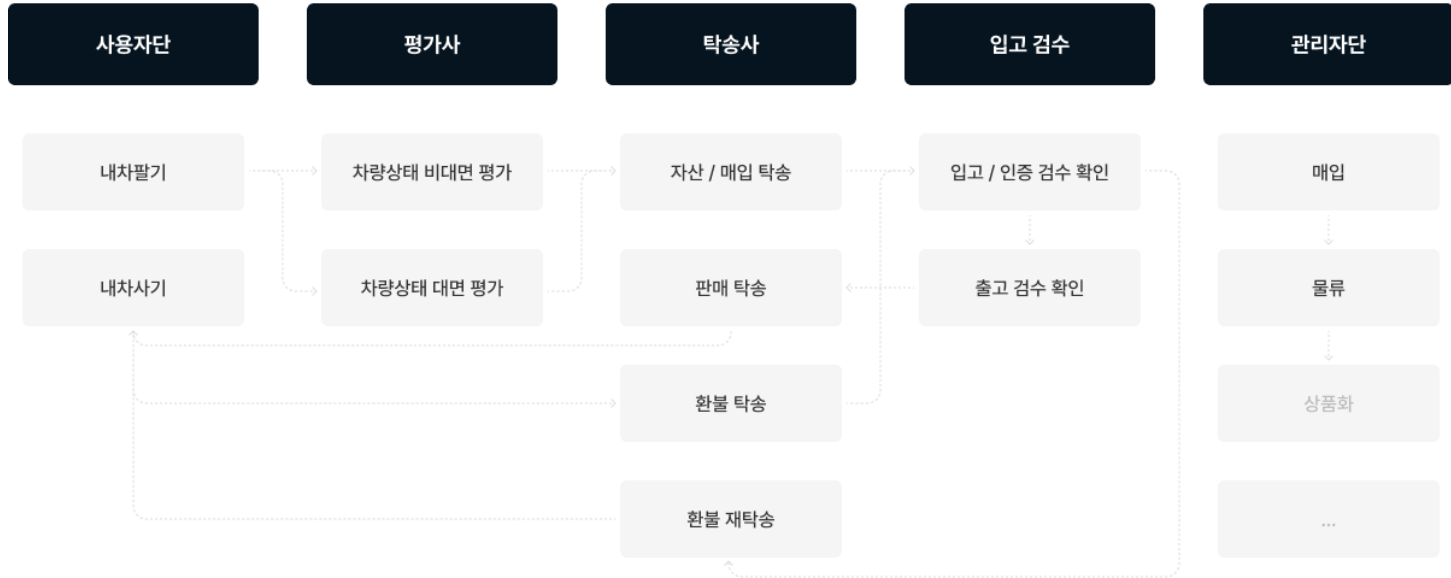 사용자단
평가사
탁송사
입고 검수
관리자단
내차팔기
차량상태 비대면 평가
자산 / 매입 탁송
입고 / 인증 검수 확인
매입
내차사기
차량상태 대면 평가
판매 탁송
출고 검수 확인
물류
환불 탁송
상품화
환불 재탁송
...